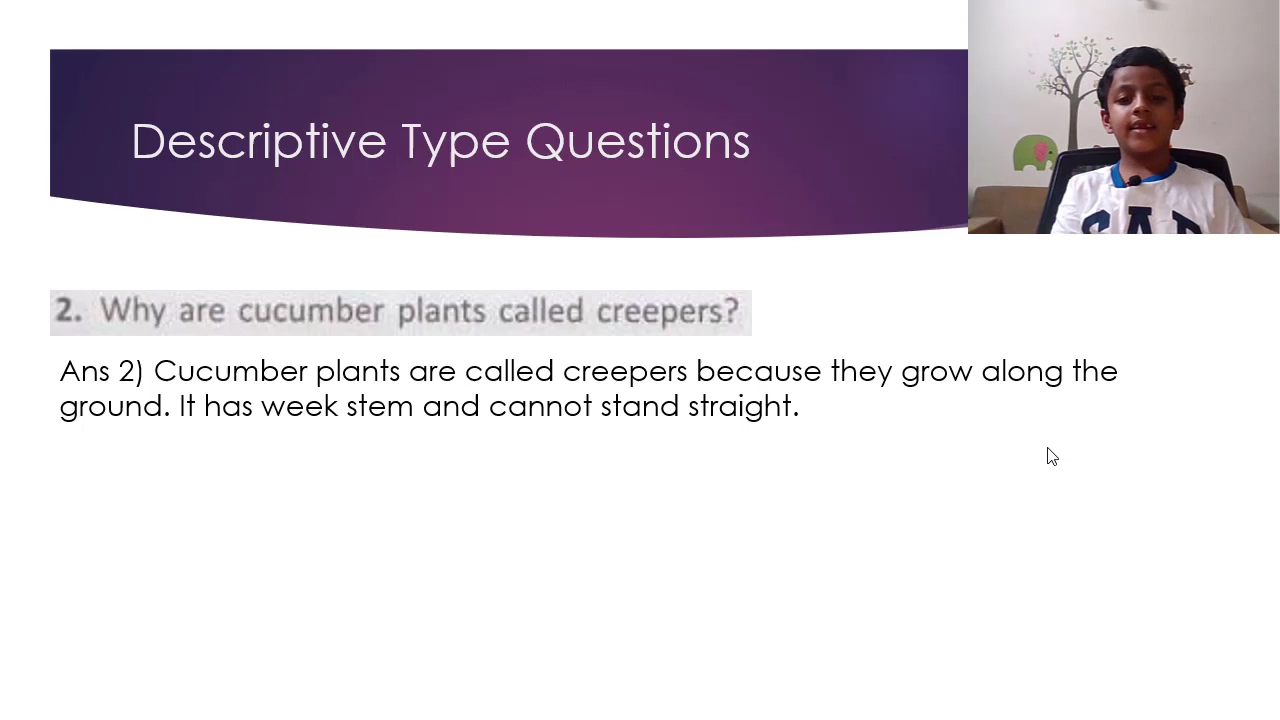 Descriptive Type Questions
2. Why are cucumber plants called creepers?
Ans 2) Cucumber plants are called creepers because they grow along the
ground. It has week stem and cannot stand straight.